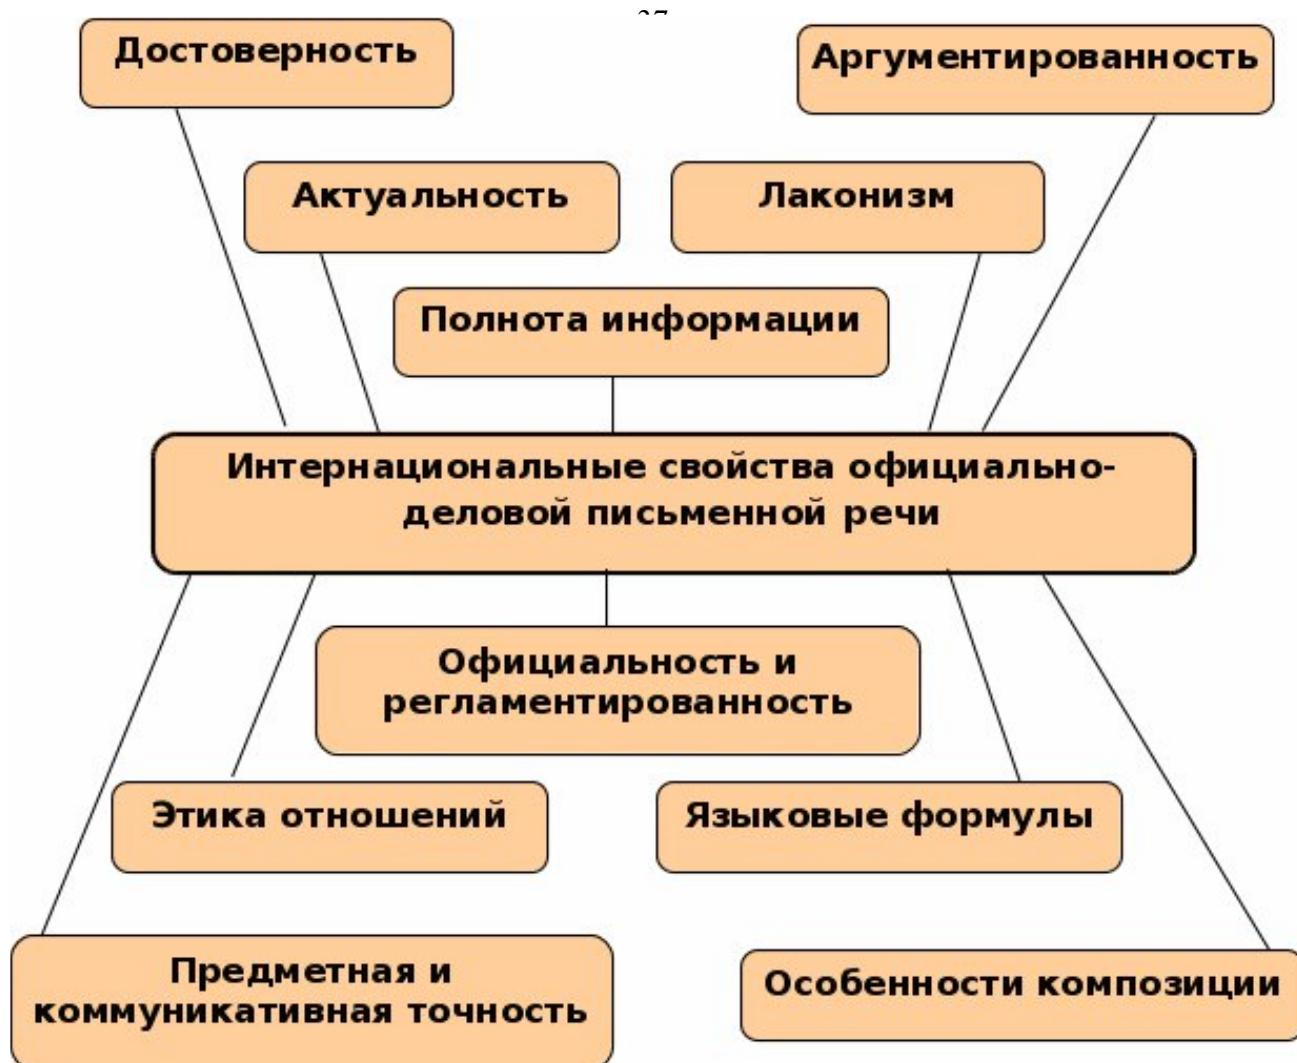 Достоверность
Аргументированность
Актуальность
Лаконизм
Полнота информации
Интернациональные свойства официально-
деловой письменной речи
Официальность и
регламентированность
Этика отношений
Языковые формулы
Предметная и
коммуникативная точность
Особенности композиции